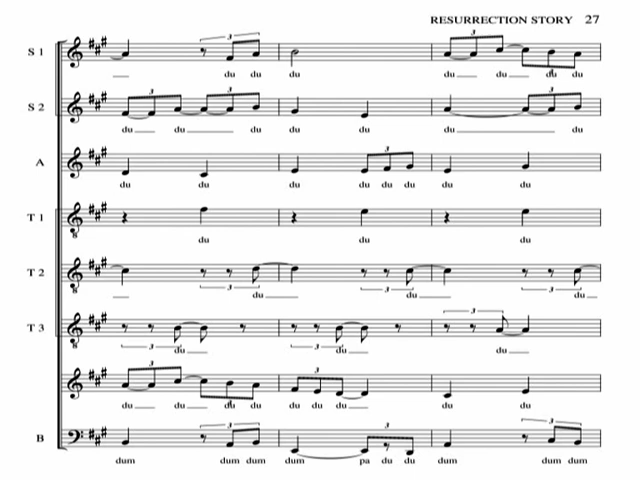 RESURRECTION STORY 27
S 1
du du du du du du du
S 2
du du du du du du du
A
du du du du du du du du
T 1
du du du
T 2
du du du
T 3
du du du
du du du du du du du du du
B
dum dum dum dum pa du du dum dum dum